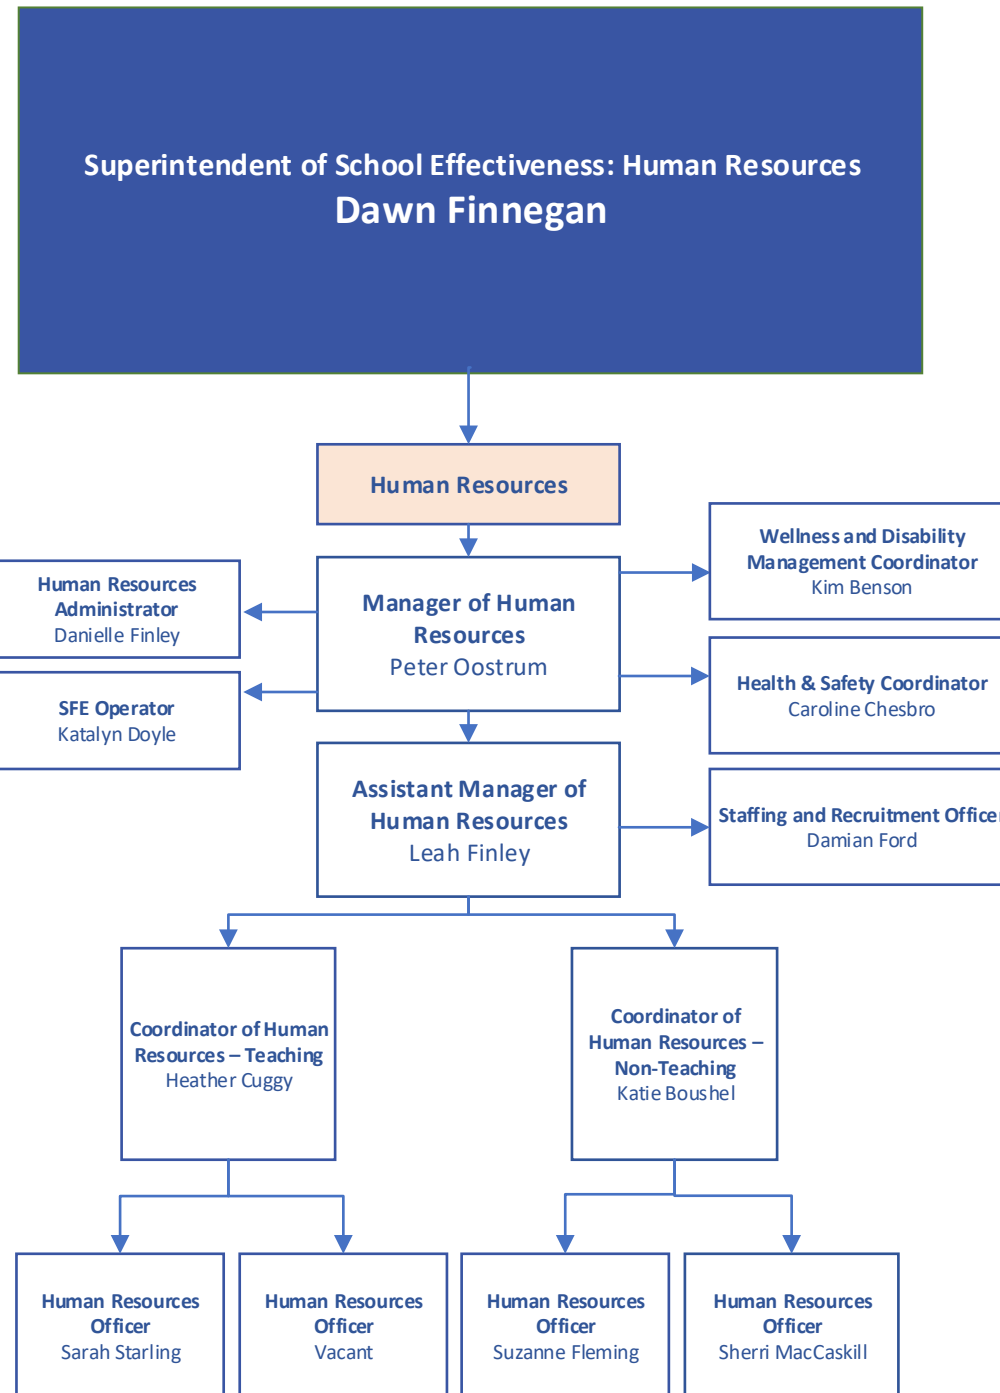 Superintendent of School Effectiveness: Human Resources
Dawn Finnegan
Human Resources
Wellness and Disability
Management Coordinator
Kim Benson
Human Resources
Administrator
Danielle Finley
Manager of Human
Resources
Peter Oostrum
Health & Safety Coordinator
Caroline Chesbro
SFE Operator
Katalyn Doyle
Assistant Manager of
Human Resources
Leah Finley
Staffing and Recruitment Officer
Damian Ford
Coordinator of Human
Resources – Teaching
Heather Cuggy
Coordinator of
Human Resources –
Non-Teaching
Katie Boushel
Human Resources
Officer
Sarah Starling
Human Resources
Officer
Vacant
Human Resources
Officer
Suzanne Fleming
Human Resources
Officer
Sherri MacCaskill